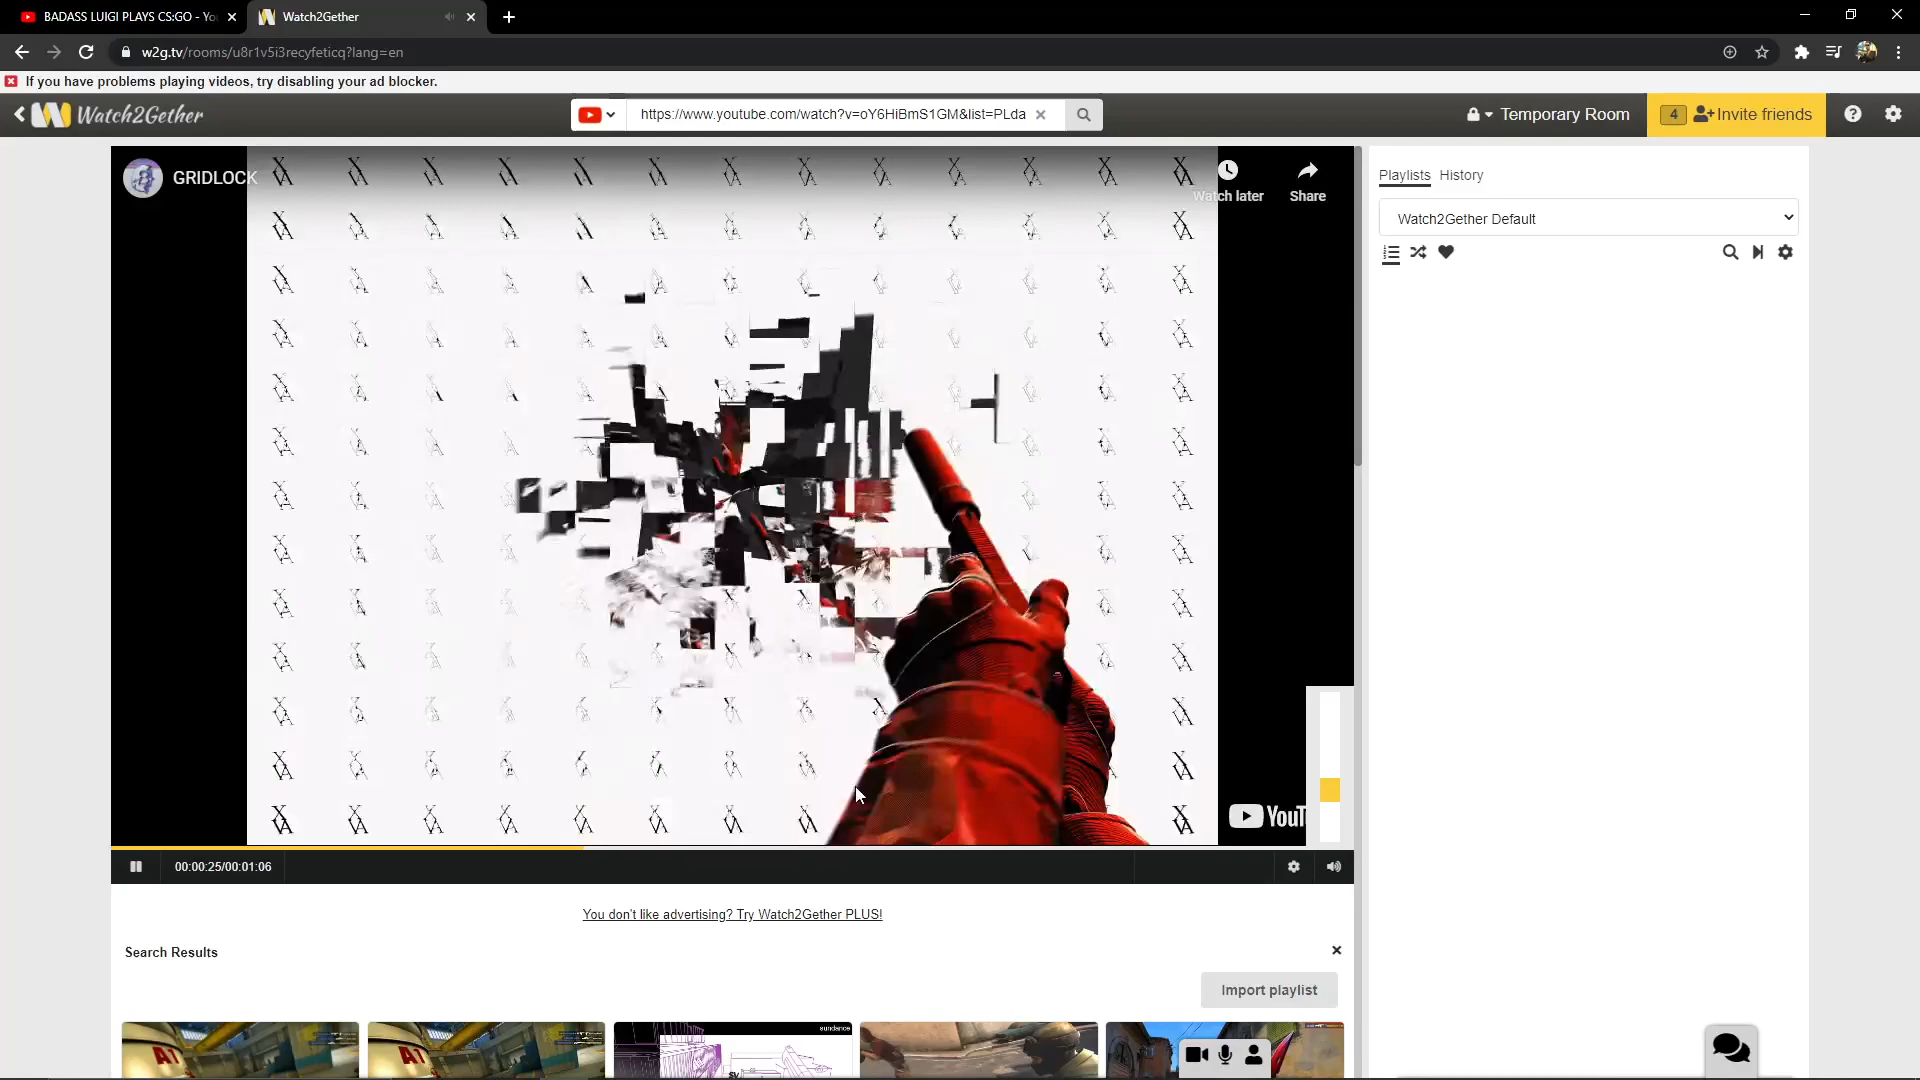 BADASS LUIGI PLAYS CS:GO - Yo
Watch2Gether
w2g.tv/rooms/u8r1v5i3recyfeticq?lang=en
If you have problems playing videos, try disabling your ad blocker.
Watch2Gether
https://www.youtube.com/watch?v=oY6HiBmS1GM&list=PLda
Temporary Room
4
Invite friends
GRIDLOCK
Watch later
Share
YouT
Playlists
History
Watch2Gether Default
00:00:25/00:01:06
You don't like advertising? Try Watch2Gether PLUS!
Search Results
Import playlist
sundance